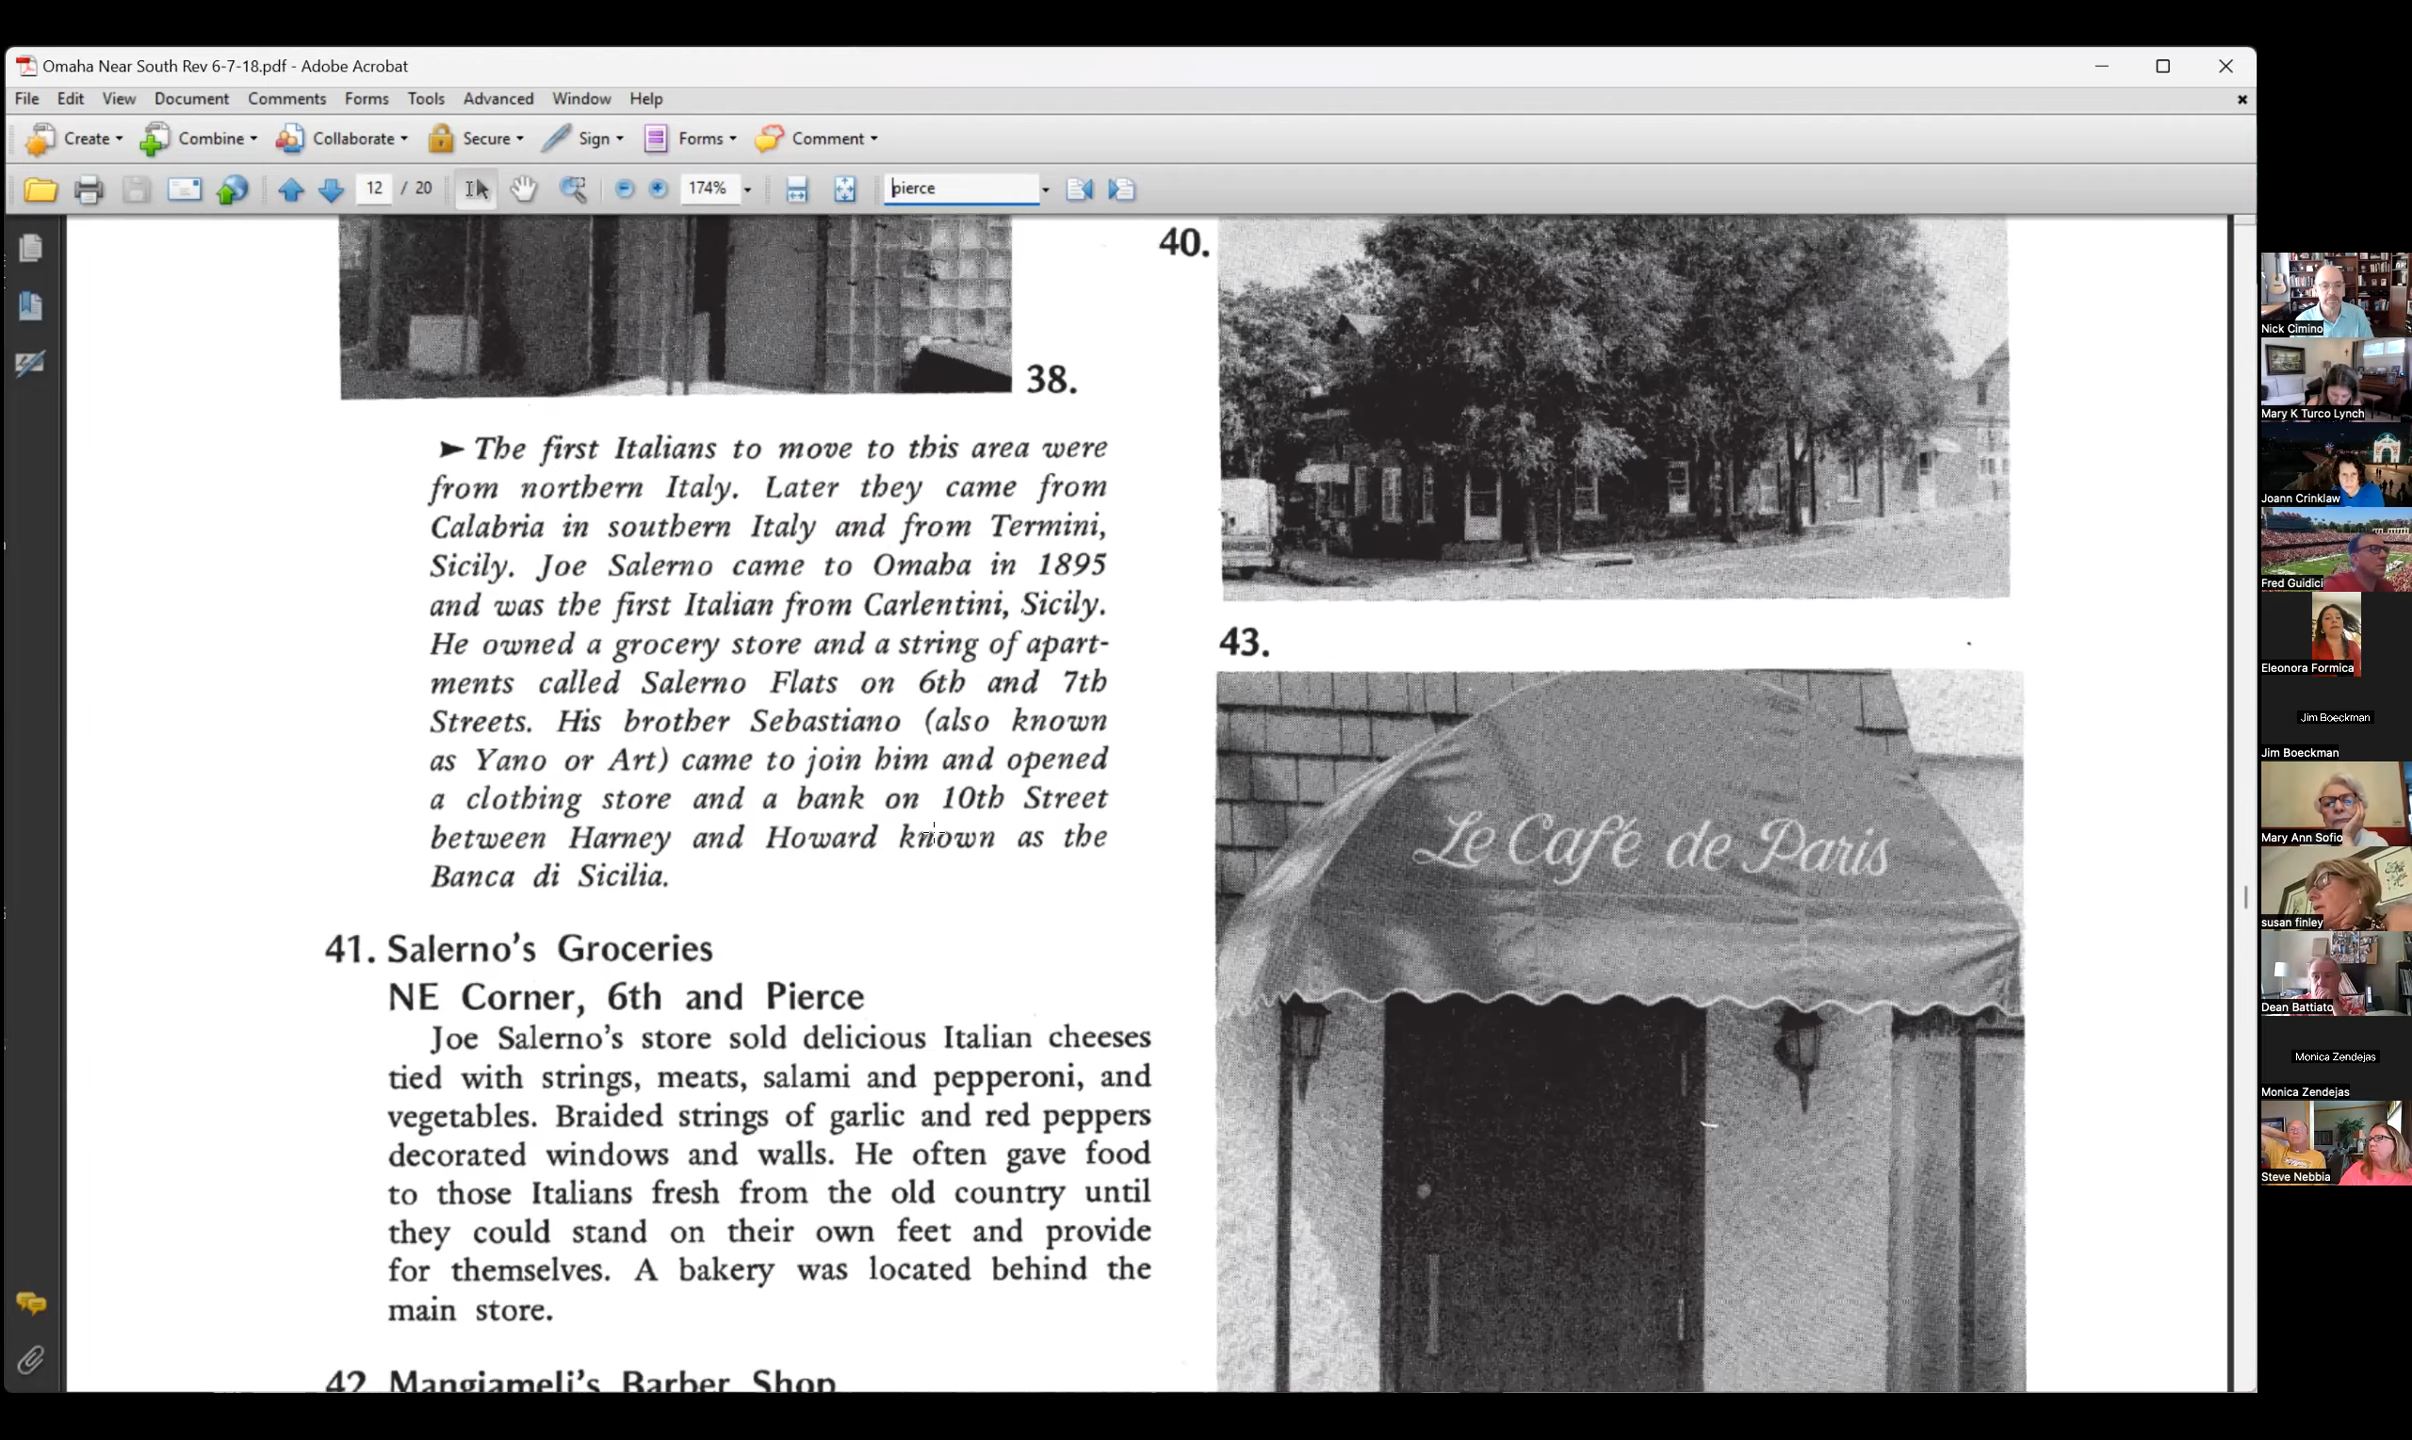 Omaha Near South Rev 6-7-18.pdf - Adobe Acrobat
File Edit View Document Comments Forms Tools Advanced Window Help
Create Combine Collaborate Secure Sign Forms Comment
12 / 20 174% pierce
38.
➤ The first Italians to move to this area were
from northern Italy. Later they came from
Calabria in southern Italy and from Termini,
Sicily. Joe Salerno came to Omaha in 1895
and was the first Italian from Carlentini, Sicily.
He owned a grocery store and a string of apart-
ments called Salerno Flats on 6th and 7th
Streets. His brother Sebastiano (also known
as Yano or Art) came to join him and opened
a clothing store and a bank on 10th Street
between Harney and Howard known as the
Banca di Sicilia.
41. Salerno's Groceries
NE Corner, 6th and Pierce
Joe Salerno's store sold delicious Italian cheeses
tied with strings, meats, salami and pepperoni, and
vegetables. Braided strings of garlic and red peppers
decorated windows and walls. He often gave food
to those Italians fresh from the old country until
they could stand on their own feet and provide
for themselves. A bakery was located behind the
main store.
42 Mangiameli's Barber Shop
40.
43.
Le Café de Paris
Nick Cimino
Mary K Turco Lynch
Joann Crinklaw
Fred Guidici
Eleonora Formica
Jim Boeckman
Jim Boeckman
Mary Ann Sofio
susan finley
Dean Battiato
Monica Zendejas
Monica Zendejas
Steve Nebbia